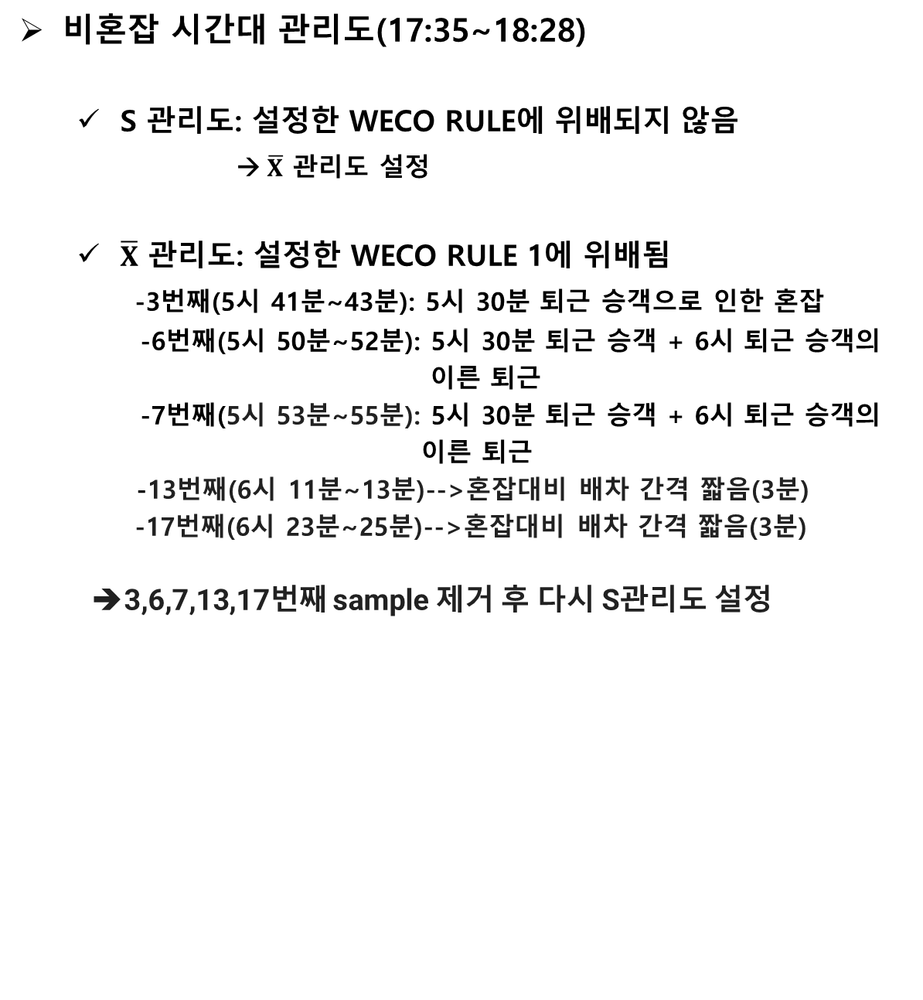 ➢ 비혼잡 시간대 관리도(17:35~18:28)
✓ S 관리도: 설정한 WECO RULE에 위배되지 않음
→ X̅ 관리도 설정
✓ X̅ 관리도: 설정한 WECO RULE 1에 위배됨
-3번째(5시 41분~43분): 5시 30분 퇴근 승객으로 인한 혼잡
-6번째(5시 50분~52분): 5시 30분 퇴근 승객 + 6시 퇴근 승객의
이른 퇴근
-7번째(5시 53분~55분): 5시 30분 퇴근 승객 + 6시 퇴근 승객의
이른 퇴근
-13번째(6시 11분~13분)-->혼잡대비 배차 간격 짧음(3분)
-17번째(6시 23분~25분)-->혼잡대비 배차 간격 짧음(3분)
➔3,6,7,13,17번째 sample 제거 후 다시 S관리도 설정